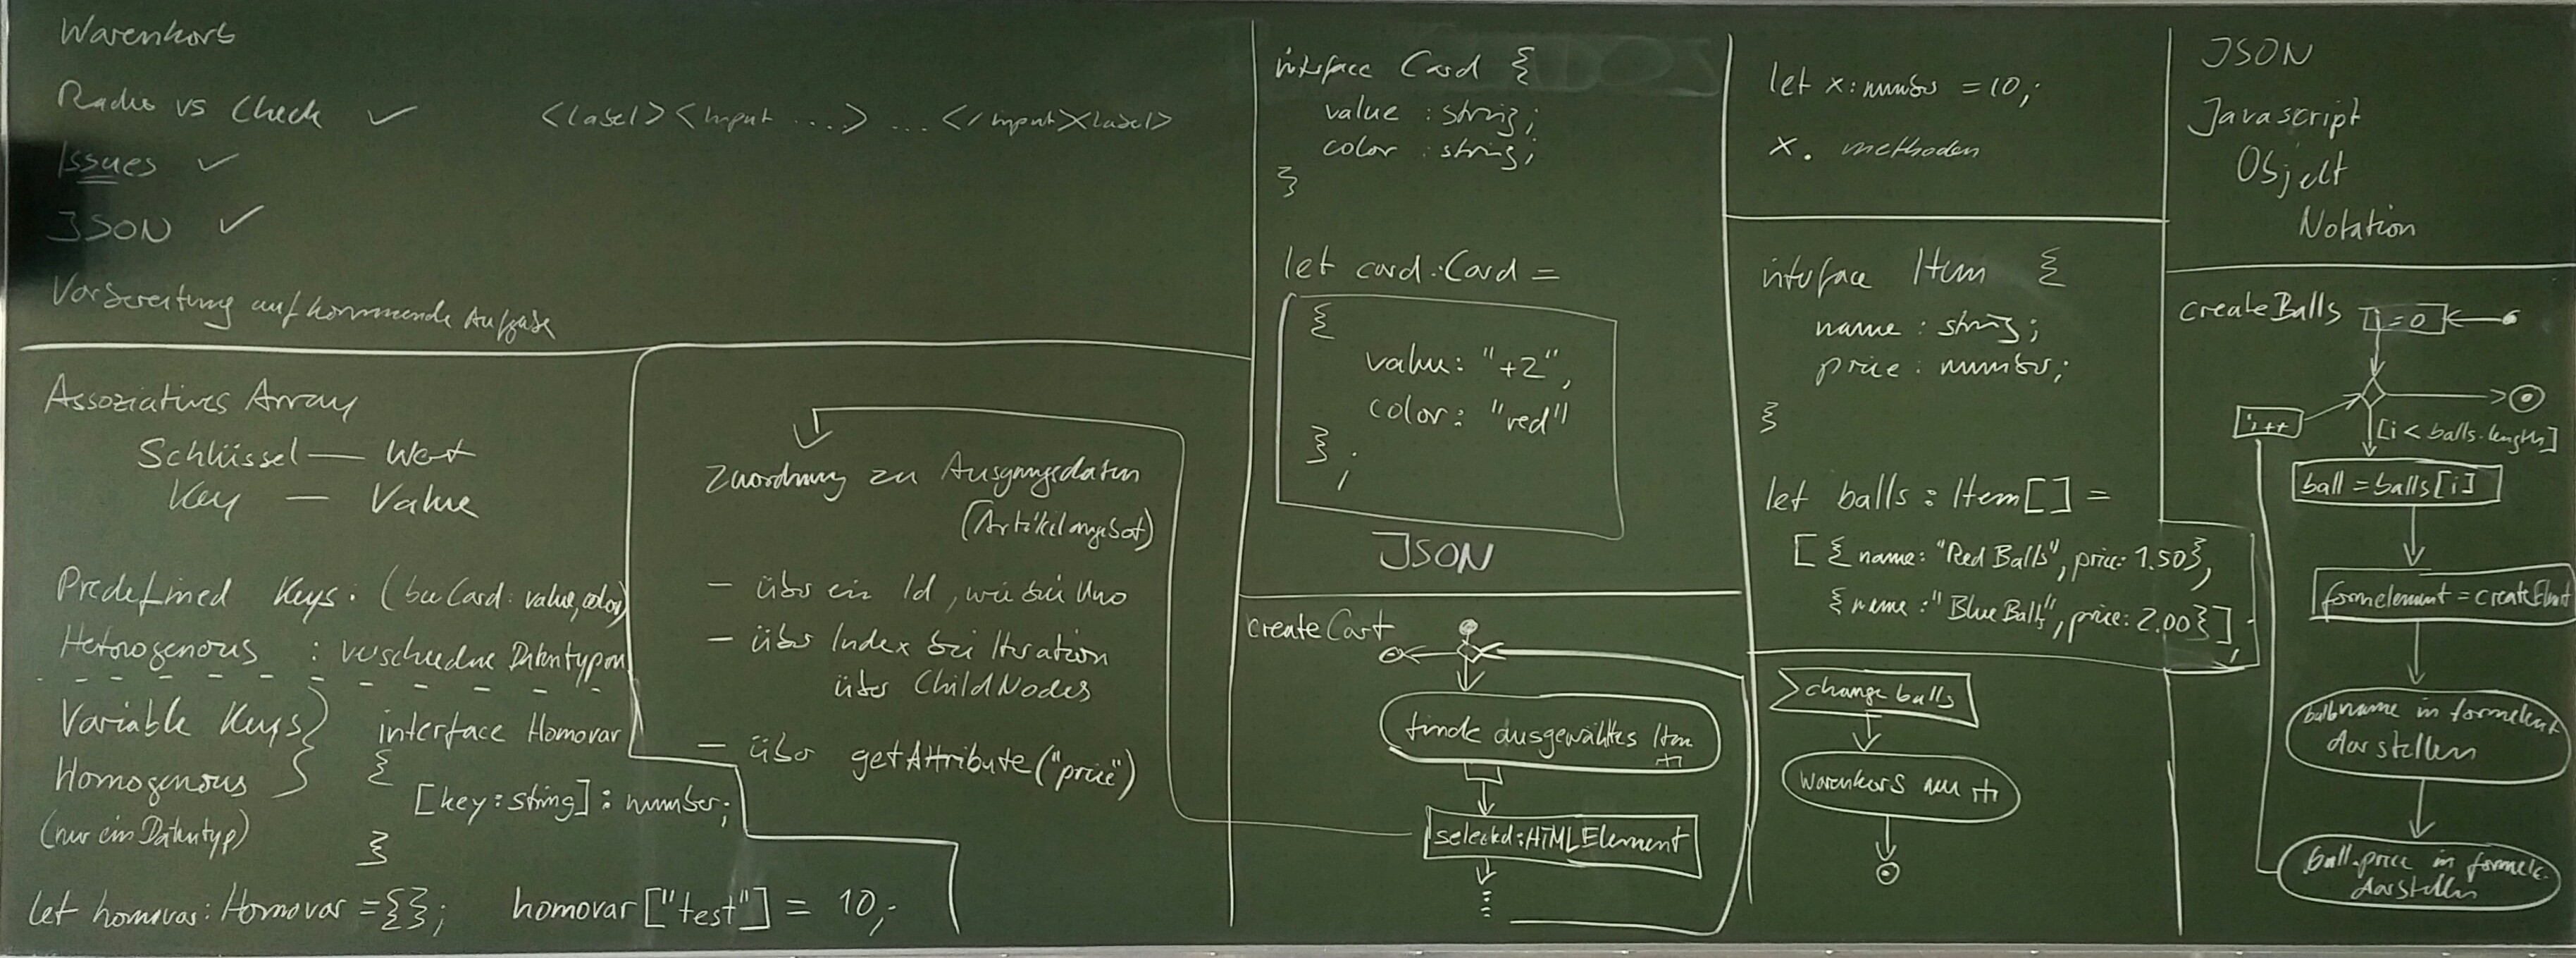 Warenkorb
Radio vs Check ✓
<label><input ...> ... </input><label>
Issues ✓
JSON ✓
Vorbereitung auf kommende Aufgabe
Assoziatives Array
Schlüssel — Wert
Key — Value
Predefined Keys: (bei Card: value, color)
Heterogenous : verschiedne Datentypen
Variable Keys
Homogenous
(nur ein Datentyp)
interface Homovar
{
[key: string]: number;
}
let homovar: Homovar = {}; homovar["test"] = 10;
Zuordnung zu Ausgangsdaten
(Artikelangebot)
- über ein Id, wie bei Uno
- über Index bei Iteration
über ChildNodes
- über getAttribute("price")
interface Card {
value : string;
color : string;
}
let card: Card =
{
value: "+2",
color: "red"
};
JSON
createCart
finde ausgewähltes Item
selected: HTMLElement
let x: number = 10;
x. methoden
interface Item {
name : string;
price : number;
}
let balls : Item[] =
[ { name: "Red Balls", price: 1.50},
{ name: "Blue Balls", price: 2.00} ];
change balls
Warenkorb
JSON
Javascript
Objekt
Notation
createBalls
i = 0
i++
[i < balls.length]
ball = balls[i]
formelement = createElmt
ball.name in formelemt
darstellen
ball.price in formele.
darstellen